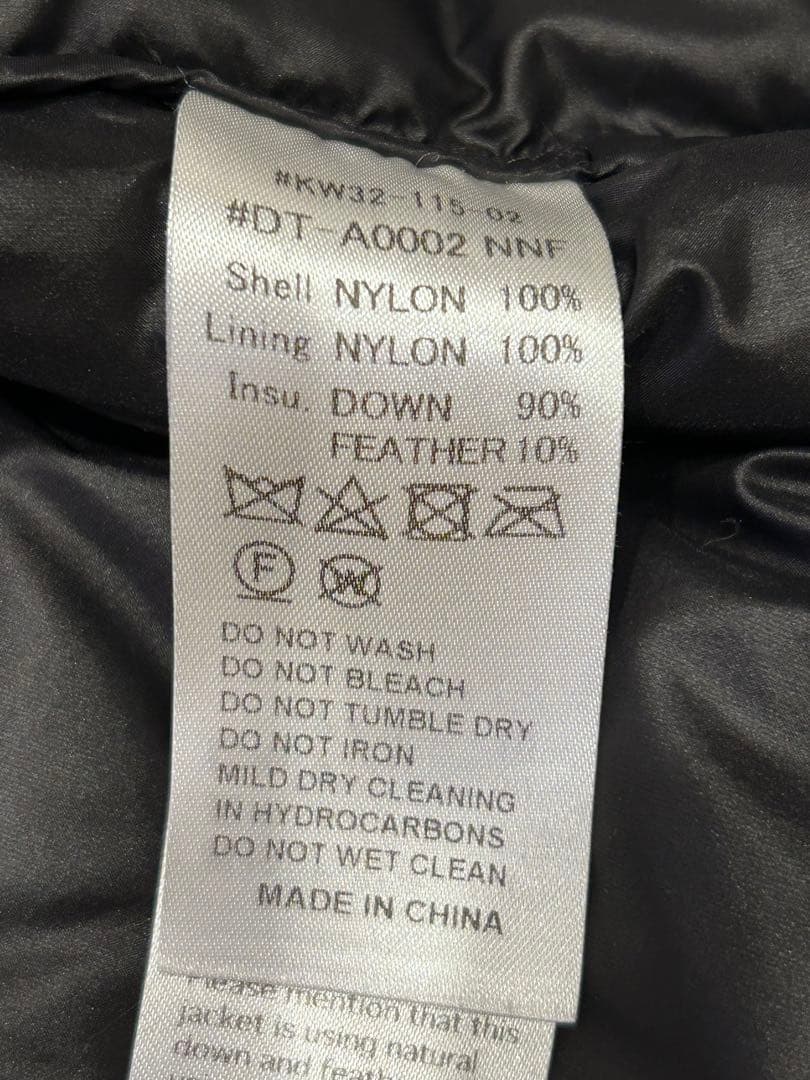 #KW32-115-02
#DT-A0002 NNF
Shell NYLON 100%
Lining NYLON 100%
Insu. DOWN 90%
FEATHER 10%
F W
DO NOT WASH
DO NOT BLEACH
DO NOT TUMBLE DRY
DO NOT IRON
MILD DRY CLEANING
IN HYDROCARBONS
DO NOT WET CLEAN
MADE IN CHINA
Please mention that this
jacket is using natural
down and